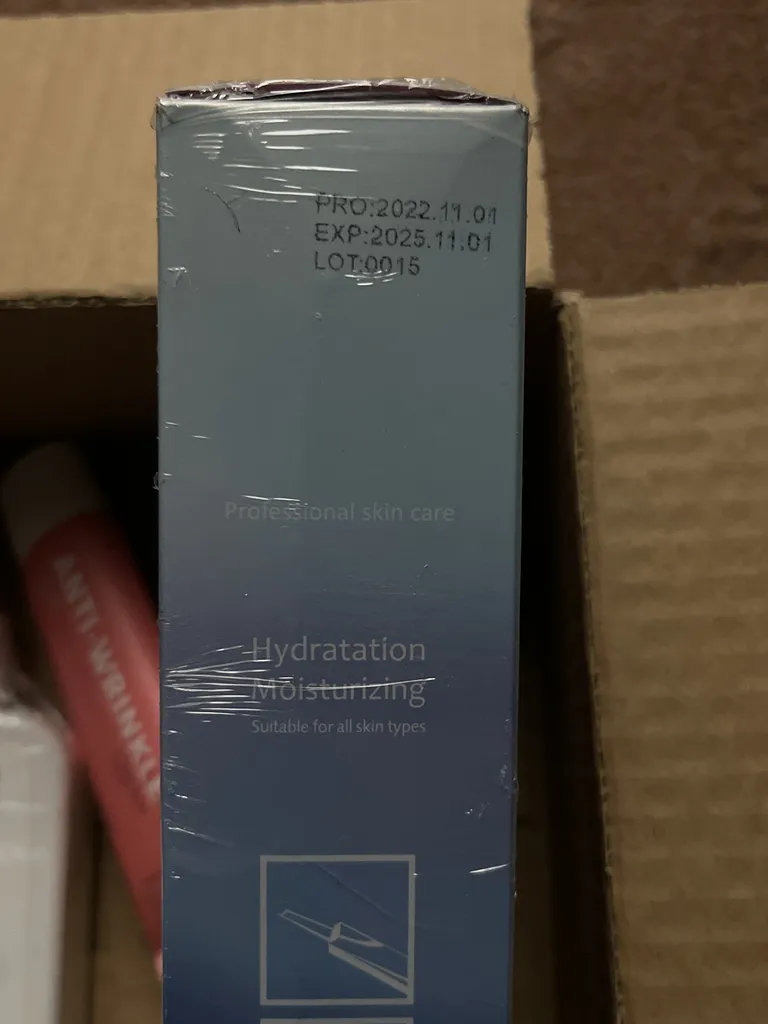 PRO:2022.11.01
EXP:2025.11.01
LOT:0015
Professional skin care
Hydratation
Moisturizing
Suitable for all skin types
ANTI-WRINKLE